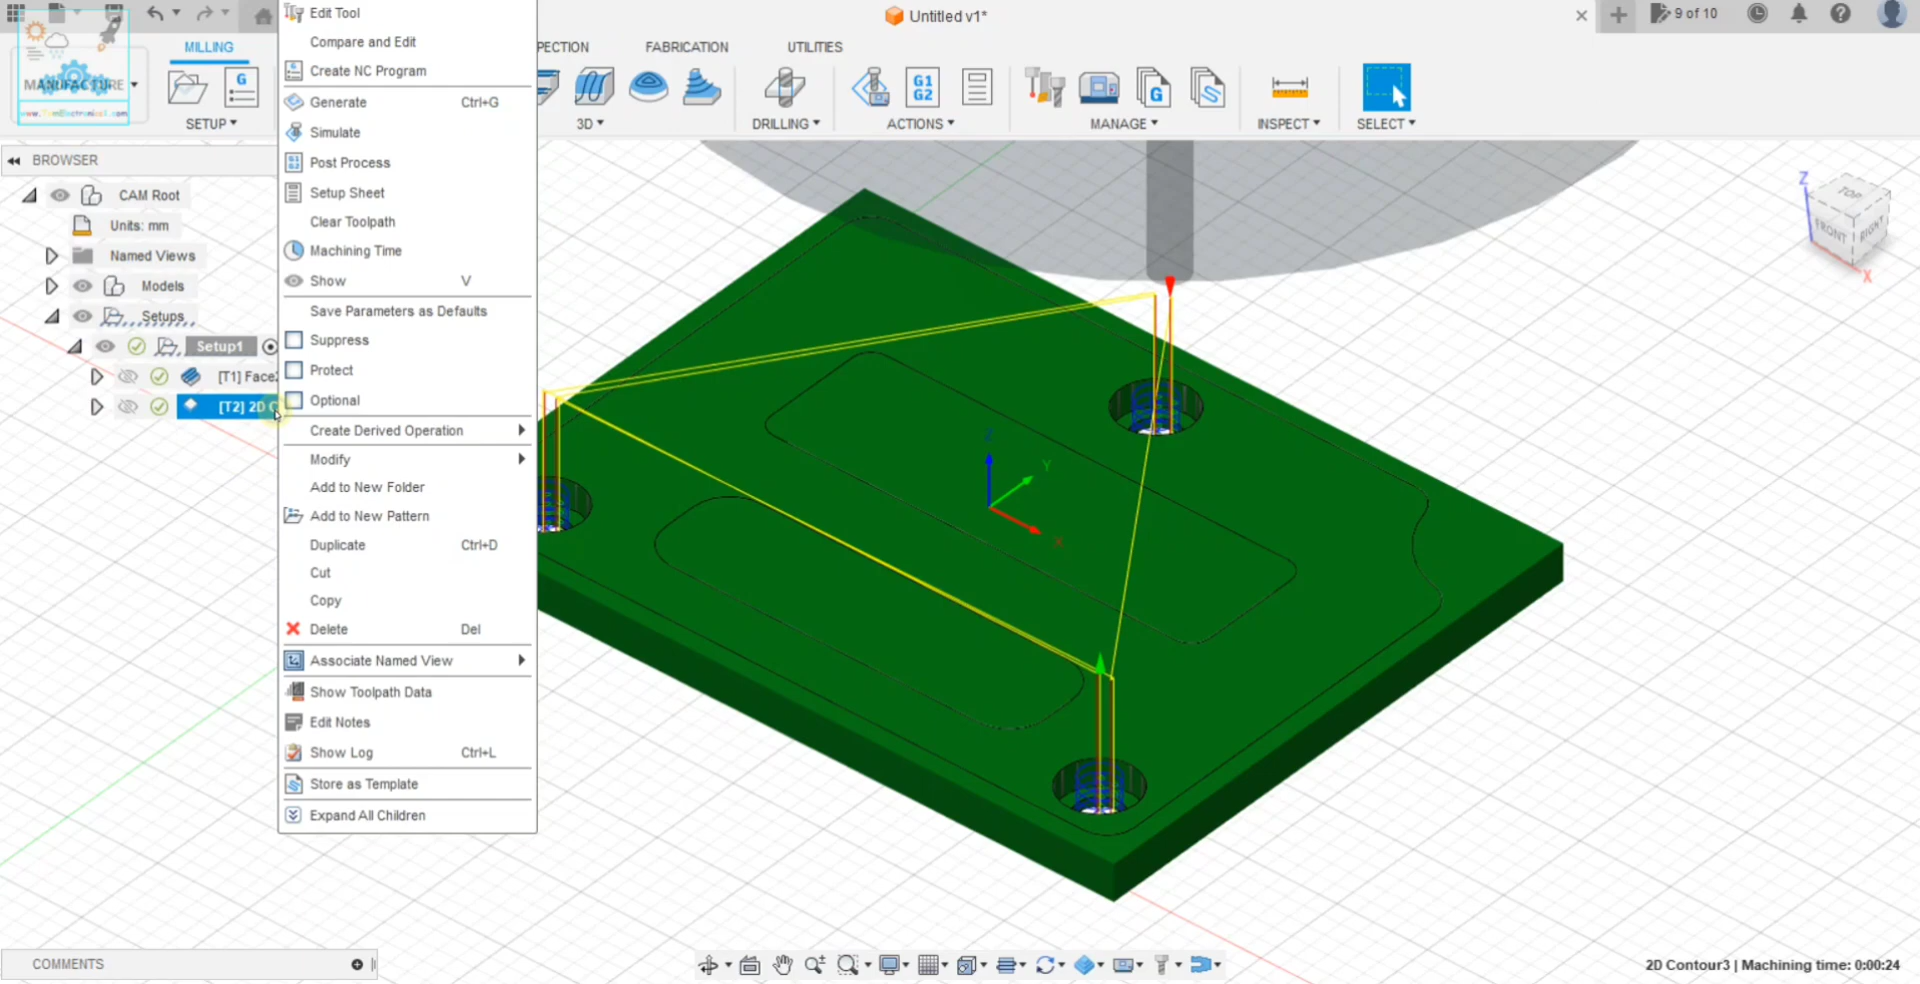 Untitled v1*
9 of 10
MILLING
FABRICATION
UTILITIES
MANUFACTURE
SETUP
3D
DRILLING
ACTIONS
MANAGE
INSPECT
SELECT
G
G1
G2
G
BROWSER
CAM Root
Units: mm
Named Views
Models
Setups
Setup1
[T1] Face
[T2] 2D
Edit Tool
Compare and Edit
Create NC Program
Generate Ctrl+G
Simulate
Post Process
Setup Sheet
Clear Toolpath
Machining Time
Show V
Save Parameters as Defaults
Suppress
Protect
Optional
Create Derived Operation
Modify
Add to New Folder
Add to New Pattern
Duplicate Ctrl+D
Cut
Copy
Delete Del
Associate Named View
Show Toolpath Data
Edit Notes
Show Log Ctrl+L
Store as Template
Expand All Children
Z
TOP
FRONT
RIGHT
X
Z
Y
X
COMMENTS
2D Contour3 | Machining time: 0:00:24